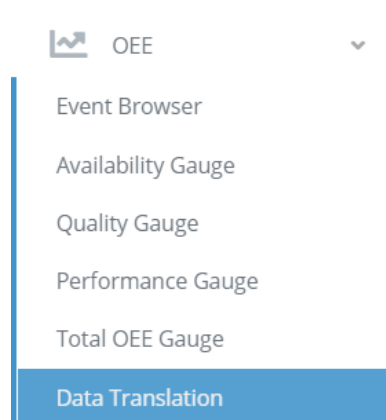 OEE
Event Browser
Availability Gauge
Quality Gauge
Performance Gauge
Total OEE Gauge
Data Translation